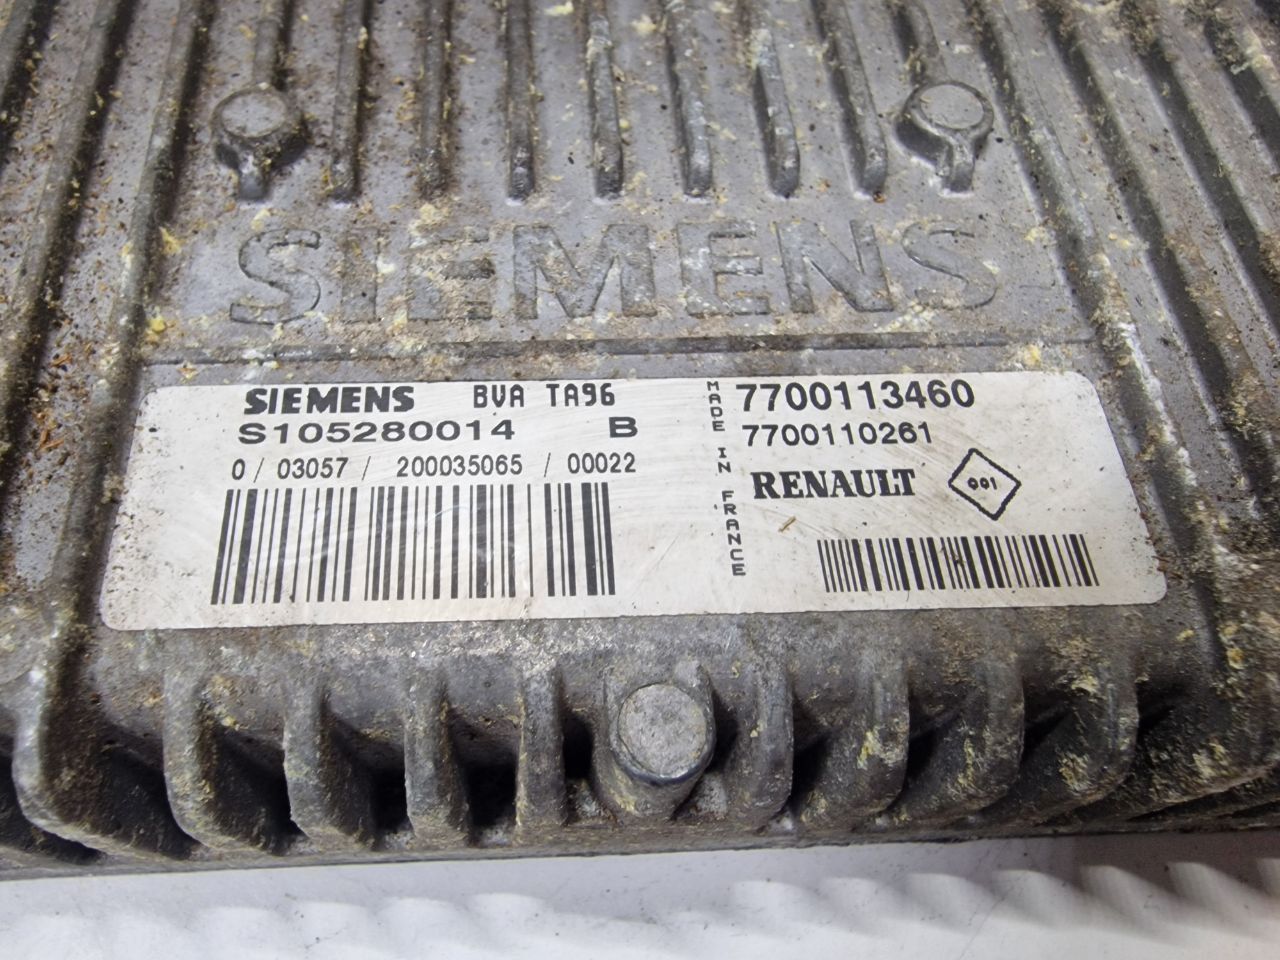 SIEMENS
SIEMENS BVA TA96
S105280014 B
0 / 03057 / 200035065 / 00022
MADE IN FRANCE
7700113460
7700110261
RENAULT
001